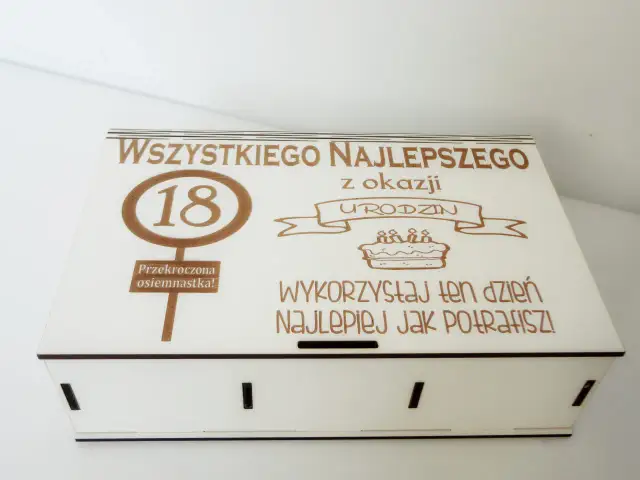 WSZYSTKIEGO NAJLEPSZEGO
z okazji
URODZIN
18
Przekroczona
osiemnastka!
WYKORZYSTAJ ten dzień
NAJLEPIEJ JAK POtRAFISZ!